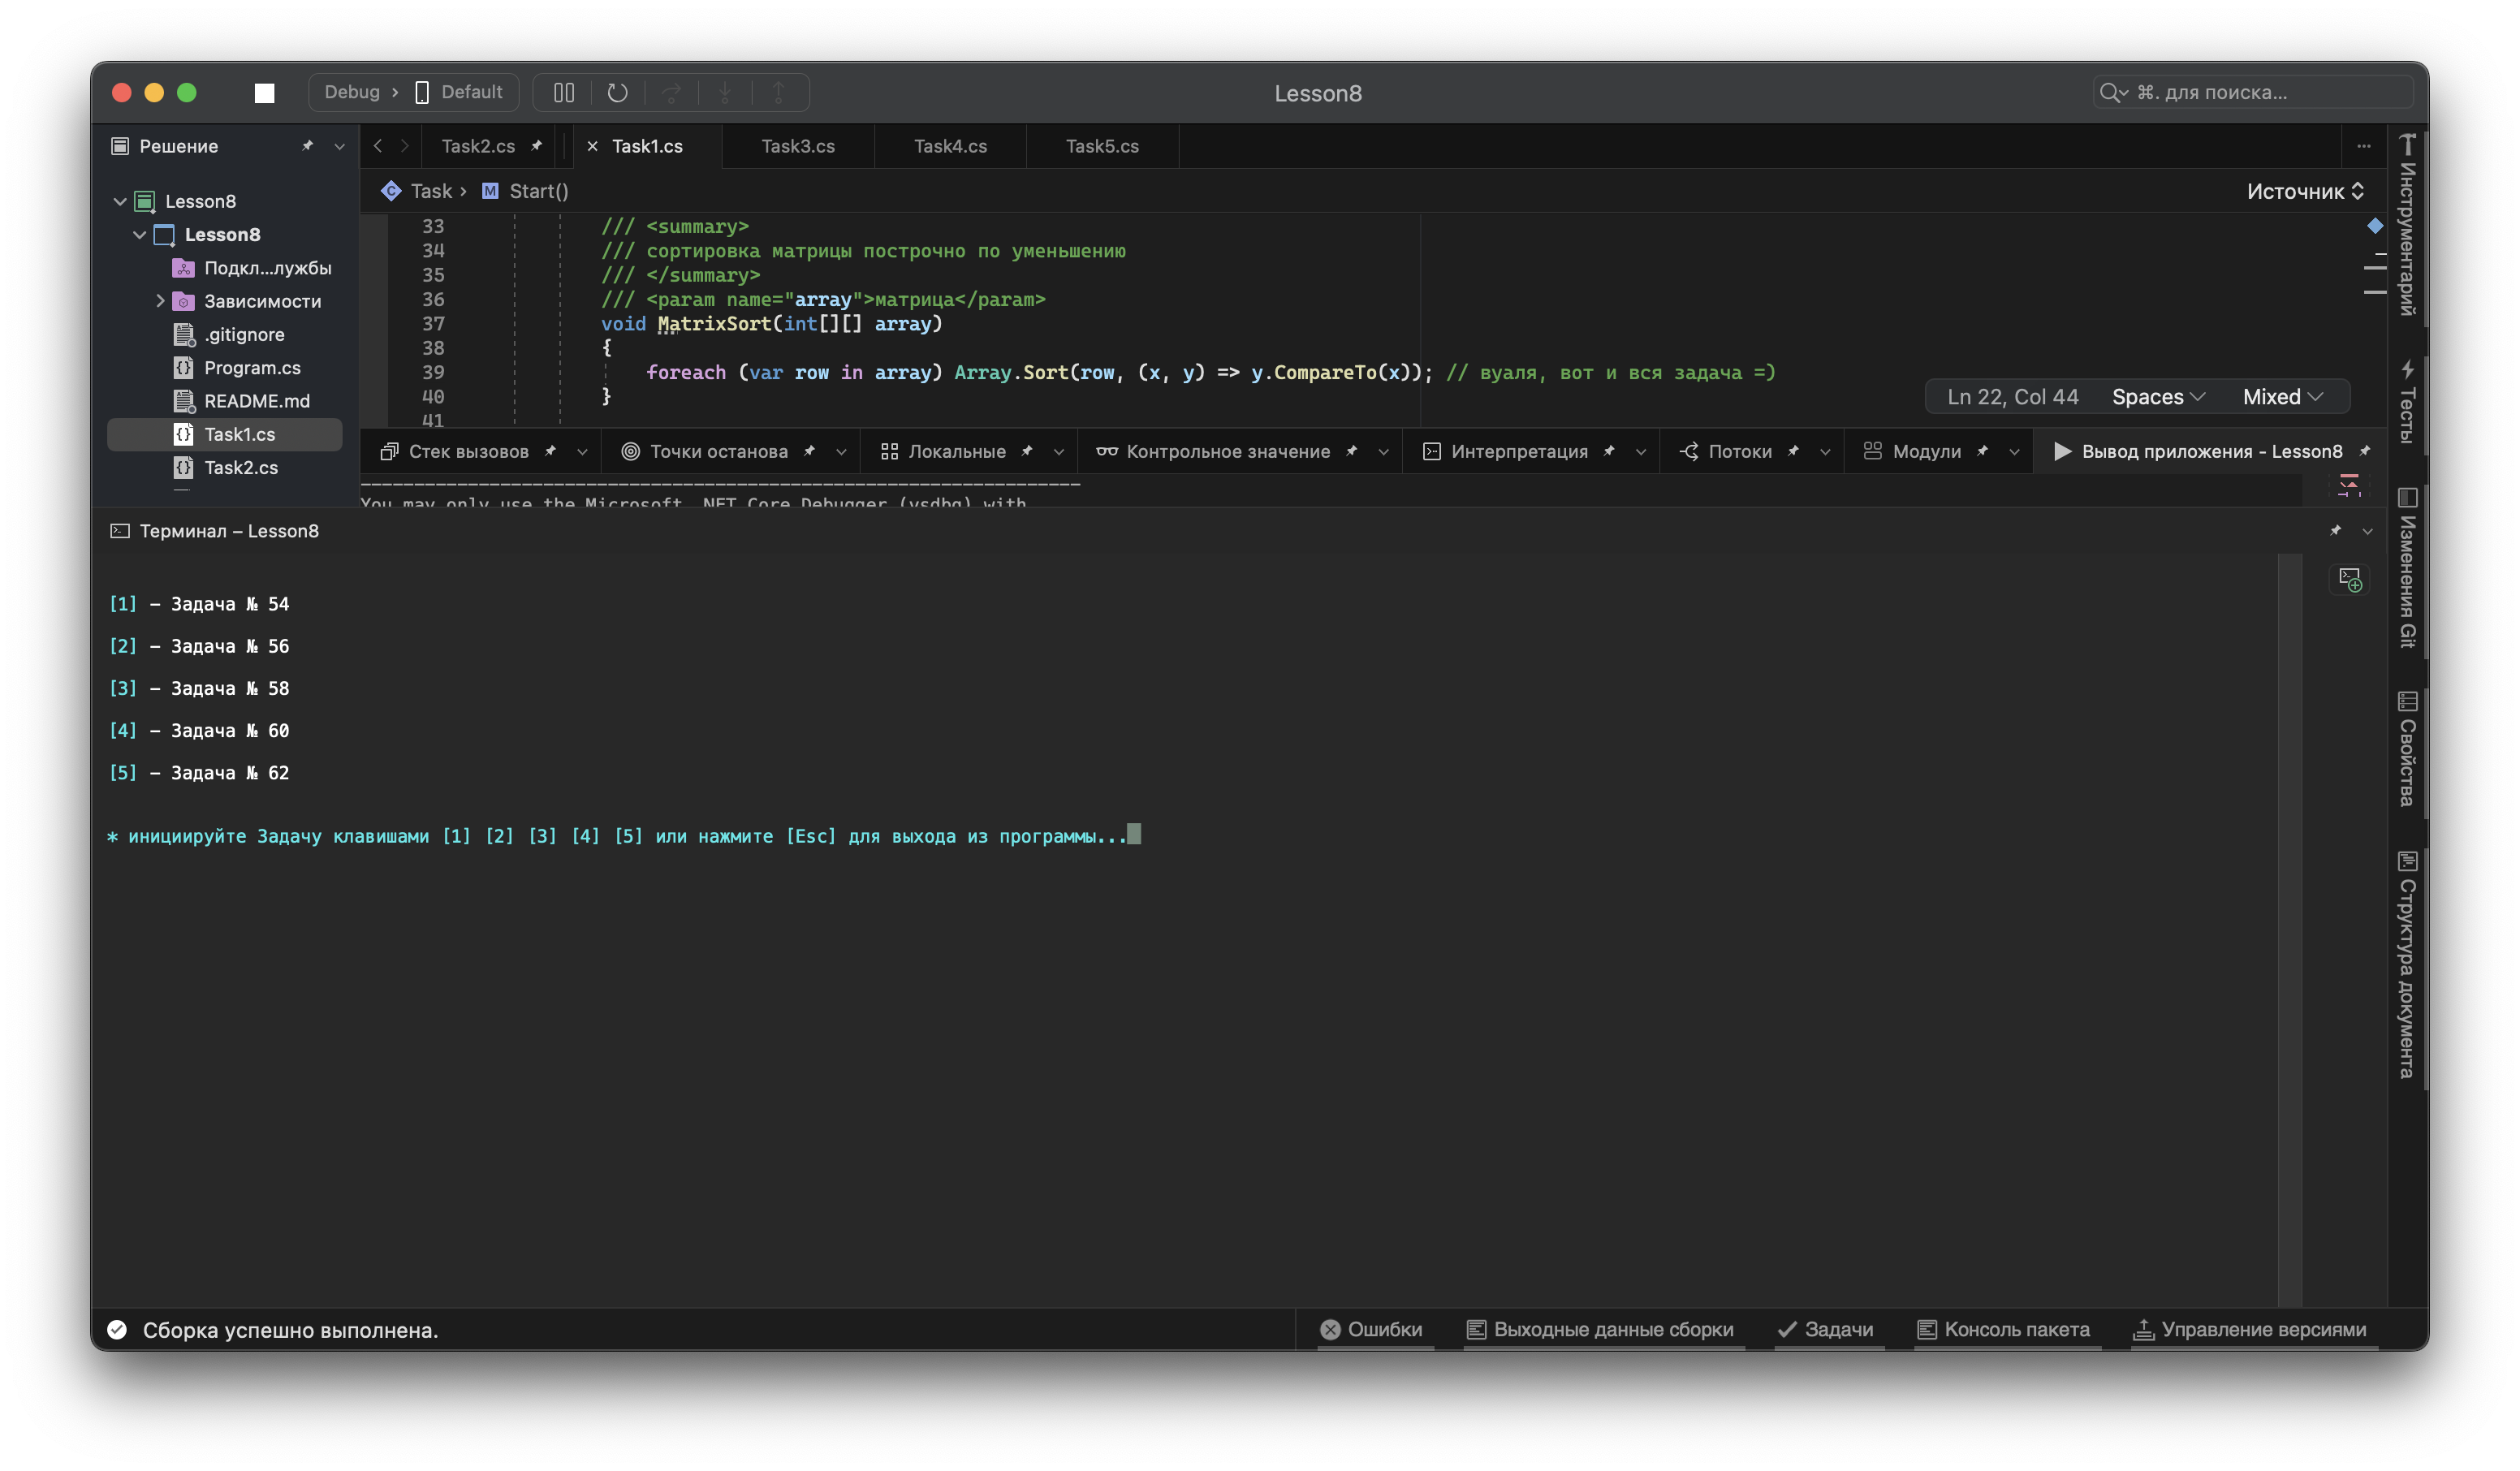 Debug › Default
Lesson8
⌘. для поиска...
Решение
Task2.cs
Task1.cs
Task3.cs
Task4.cs
Task5.cs
Task › M Start()
Источник
Lesson8
Lesson8
Подкл...лужбы
Зависимости
.gitignore
Program.cs
README.md
Task1.cs
Task2.cs
33 /// <summary>
34 /// сортировка матрицы построчно по уменьшению
35 /// </summary>
36 /// <param name="array">матрица</param>
37 void MatrixSort(int[][] array)
38 {
39 foreach (var row in array) Array.Sort(row, (x, y) => y.CompareTo(x)); // вуаля, вот и вся задача =)
40 }
41
Ln 22, Col 44 Spaces Mixed
Стек вызовов
Точки останова
Локальные
Контрольное значение
Интерпретация
Потоки
Модули
Вывод приложения - Lesson8
You may only use the Microsoft .NET Core Debugger (vsdbg) with
Терминал – Lesson8
[1] – Задача № 54
[2] – Задача № 56
[3] – Задача № 58
[4] – Задача № 60
[5] – Задача № 62
* инициируйте Задачу клавишами [1] [2] [3] [4] [5] или нажмите [Esc] для выхода из программы...
Инструментарий
Тесты
Изменения Git
Свойства
Структура документа
Сборка успешно выполнена.
Ошибки
Выходные данные сборки
Задачи
Консоль пакета
Управление версиями